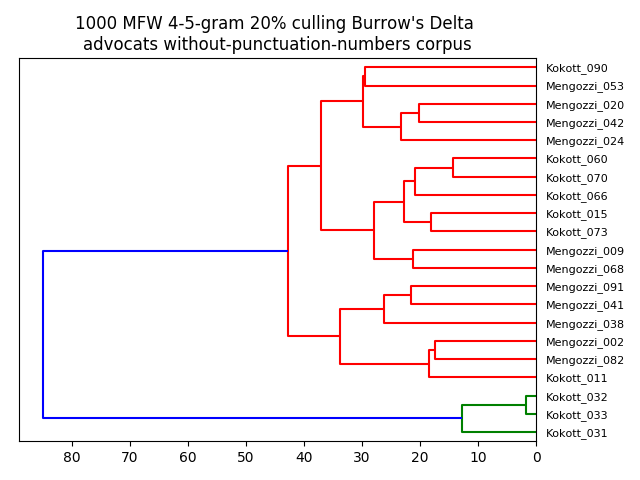 1000 MFW 4-5-gram 20% culling Burrow's Delta
advocats without-punctuation-numbers corpus
Kokott_090
Mengozzi_053
Mengozzi_020
Mengozzi_042
Mengozzi_024
Kokott_060
Kokott_070
Kokott_066
Kokott_015
Kokott_073
Mengozzi_009
Mengozzi_068
Mengozzi_091
Mengozzi_041
Mengozzi_038
Mengozzi_002
Mengozzi_082
Kokott_011
Kokott_032
Kokott_033
Kokott_031
80 70 60 50 40 30 20 10 0